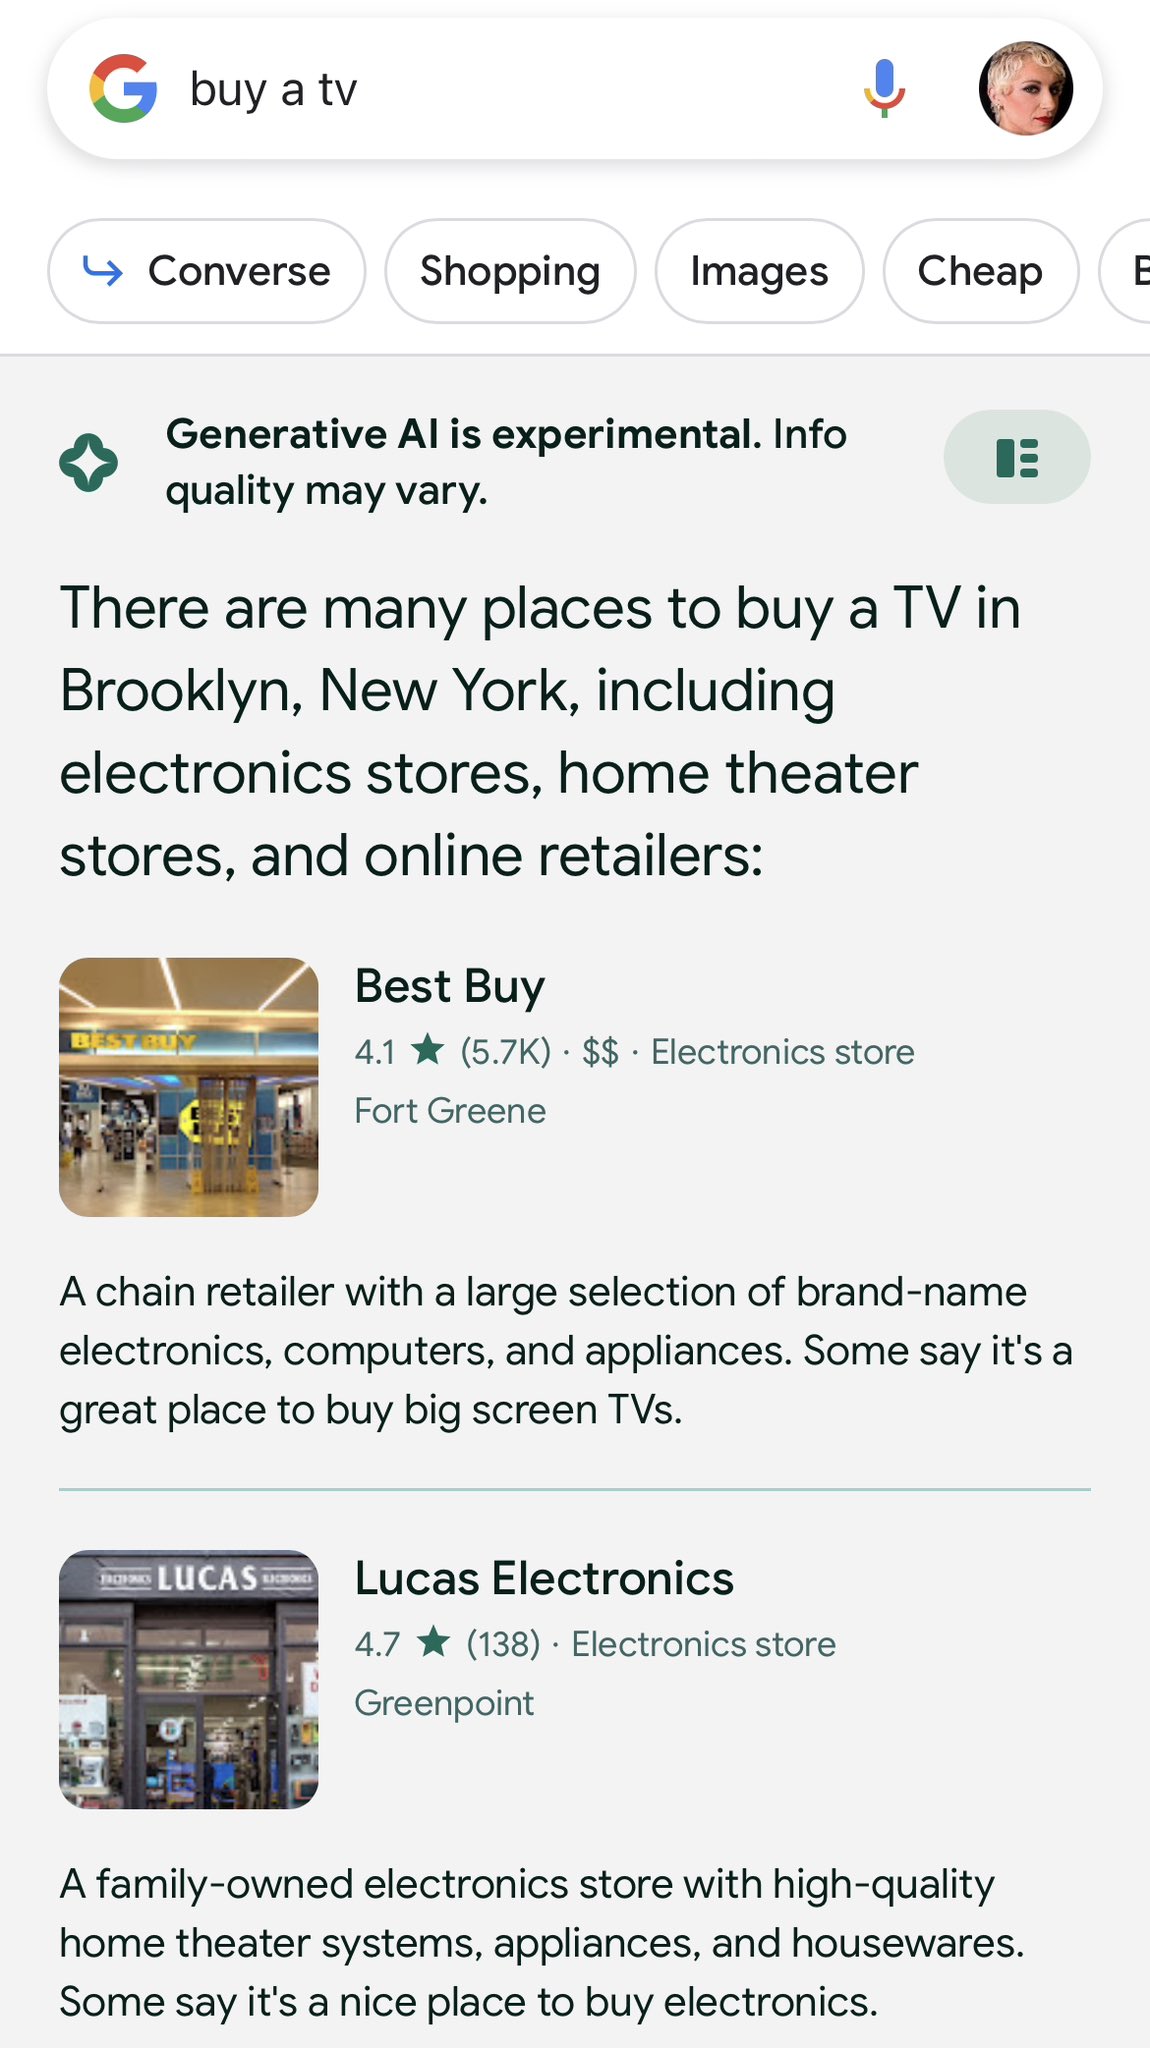 buy a tv
Converse
Shopping
Images
Cheap
Generative AI is experimental. Info
quality may vary.
There are many places to buy a TV in
Brooklyn, New York, including
electronics stores, home theater
stores, and online retailers:
BEST BUY
Best Buy
4.1 ★ (5.7K) · $$ · Electronics store
Fort Greene
A chain retailer with a large selection of brand-name
electronics, computers, and appliances. Some say it's a
great place to buy big screen TVs.
LUCAS
Lucas Electronics
4.7 ★ (138) · Electronics store
Greenpoint
A family-owned electronics store with high-quality
home theater systems, appliances, and housewares.
Some say it's a nice place to buy electronics.